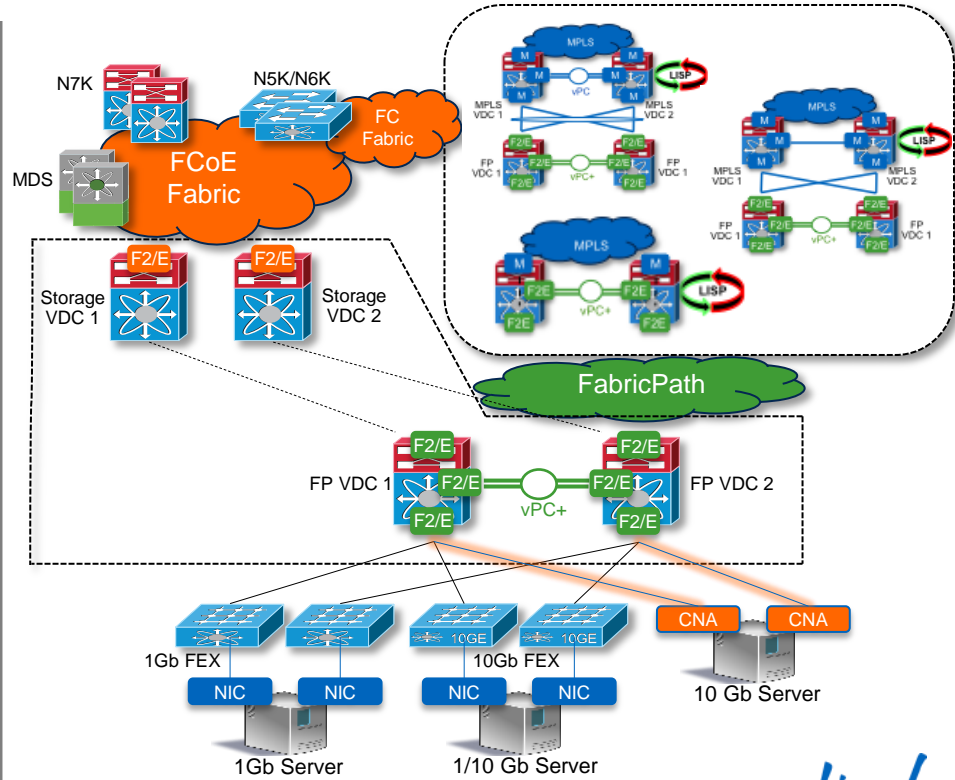 N7K
N5K/N6K
FC
Fabric
FCoE
Fabric
MDS
MPLS
M
M
M
M
vPC
LISP
MPLS
VDC 1
MPLS
VDC 2
F2/E
F2/E
FP
VDC 1
F2/E
F2/E
vPC+
FP
VDC 1
F2/E
F2/E
MPLS
M
M
M
M
M
M
LISP
MPLS
VDC 1
MPLS
VDC 2
F2/E
F2/E
FP
VDC 1
F2/E
F2/E
vPC+
FP
VDC 1
F2/E
F2/E
MPLS
M
M
F2E
F2E
vPC+
LISP
F2E
F2E
F2/E
F2/E
Storage
VDC 1
Storage
VDC 2
FabricPath
F2/E
F2/E
FP VDC 1
F2/E
F2/E
FP VDC 2
vPC+
F2/E
F2/E
CNA
CNA
10GE
10GE
1Gb FEX
10Gb FEX
NIC
NIC
NIC
NIC
10 Gb Server
1Gb Server
1/10 Gb Server